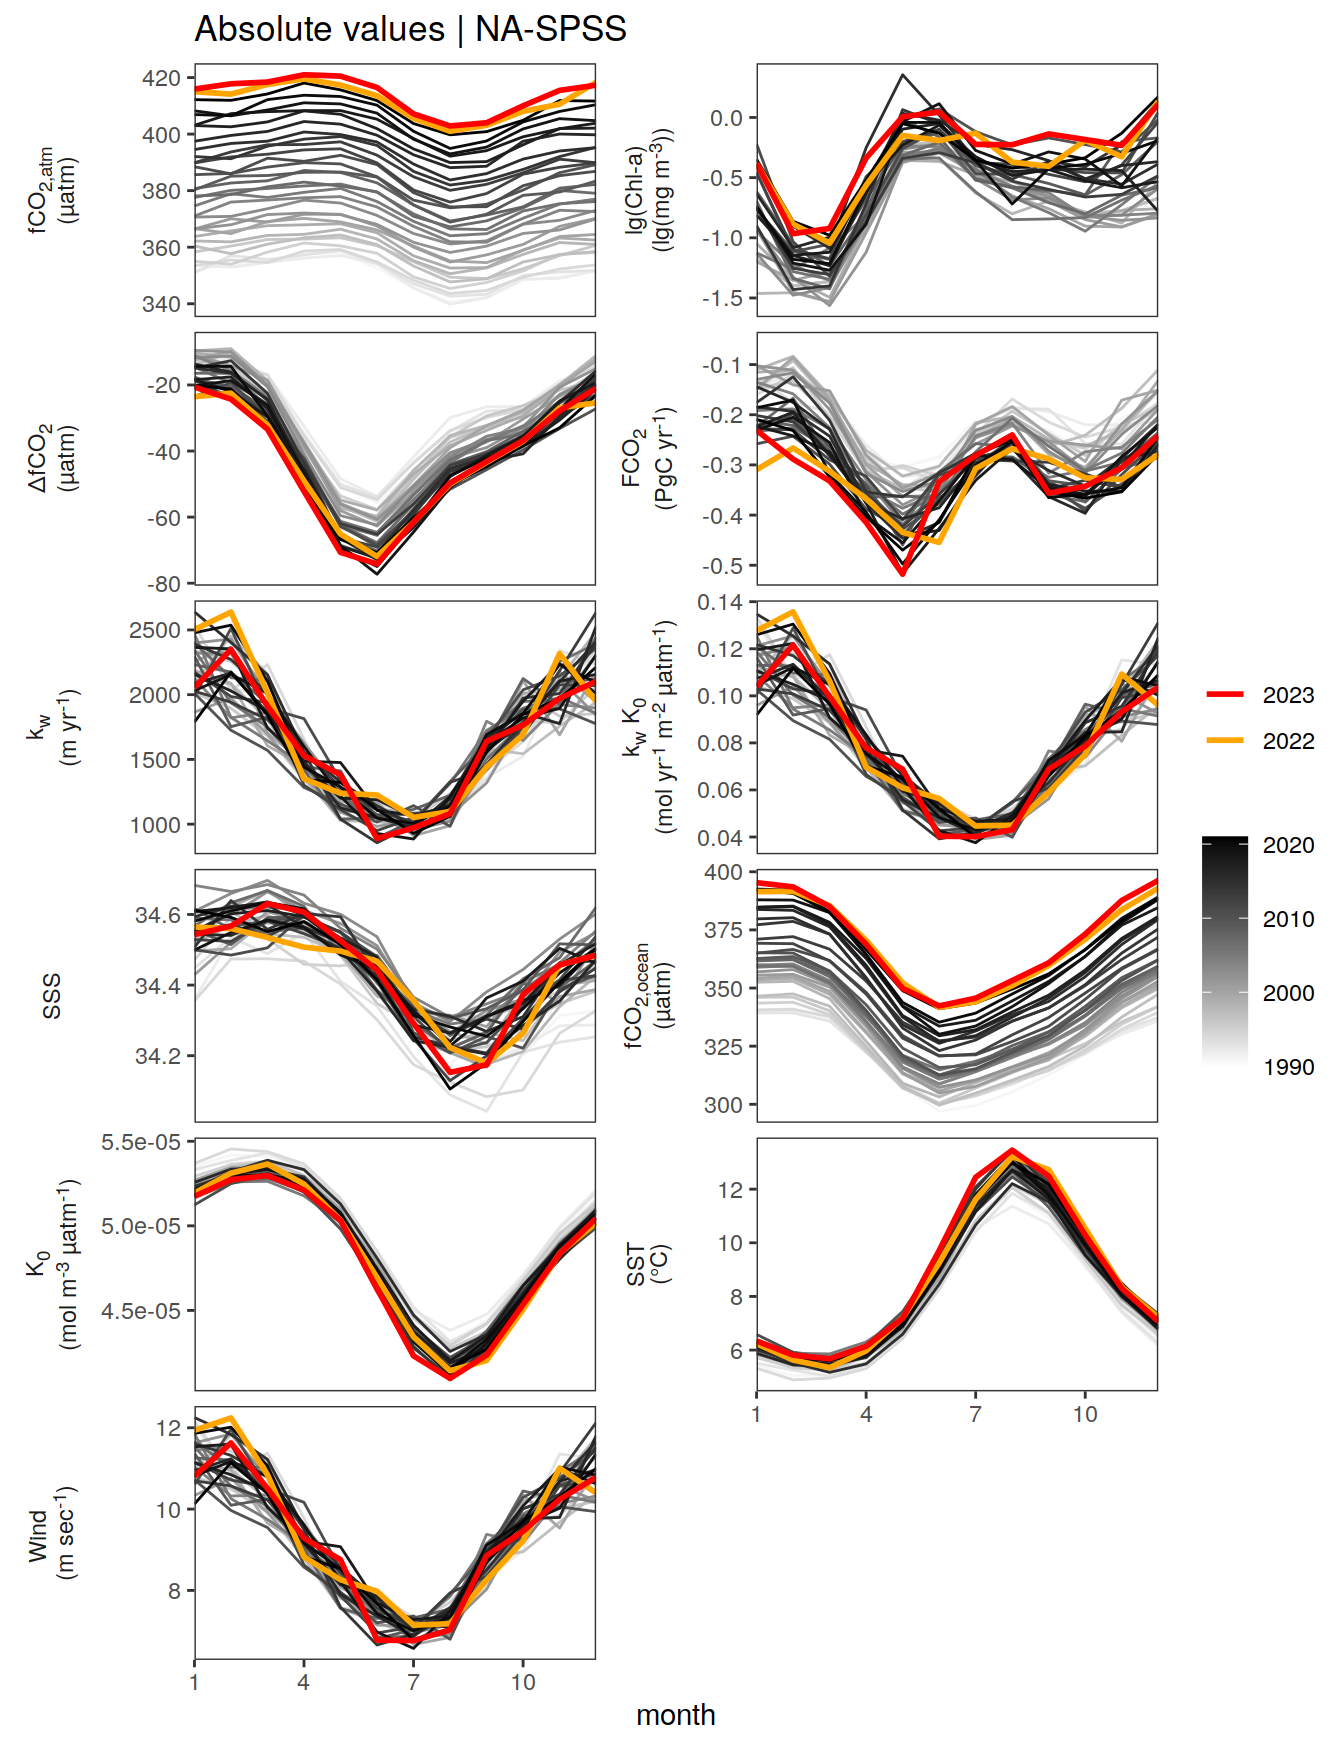 Absolute values | NA-SPSS
fCO2,atm
(µatm)
420
400
380
360
340
lg(Chl-a)
(lg(mg m-3))
0.0
-0.5
-1.0
-1.5
ΔfCO2
(µatm)
-20
-40
-60
-80
FCO2
(PgC yr-1)
-0.1
-0.2
-0.3
-0.4
-0.5
kw
(m yr-1)
2500
2000
1500
1000
kw K0
(mol yr-1 m-2 µatm-1)
0.14
0.12
0.10
0.08
0.06
0.04
SSS
34.6
34.4
34.2
fCO2,ocean
(µatm)
400
375
350
325
300
K0
(mol m-3 µatm-1)
5.5e-05
5.0e-05
4.5e-05
SST
(°C)
12
10
8
6
1 4 7 10
Wind
(m sec-1)
12
10
8
1 4 7 10
month
2023
2022
2020
2010
2000
1990